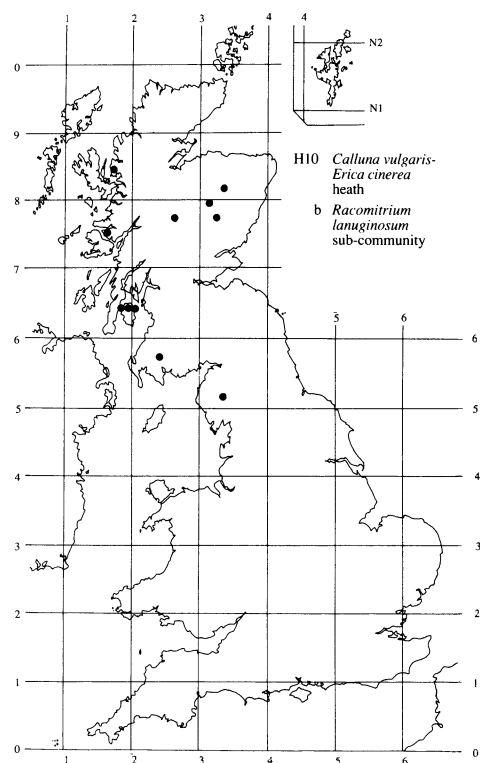 1 2 3 4
0 N2
9 N1
H10 Calluna vulgaris-
Erica cinerea
heath
b Racomitrium
lanuginosum
sub-community
8
7
5 6
6 6
5 5
4 4
3 3
2 2
1 1
0 0
1 2 3 4 5 6